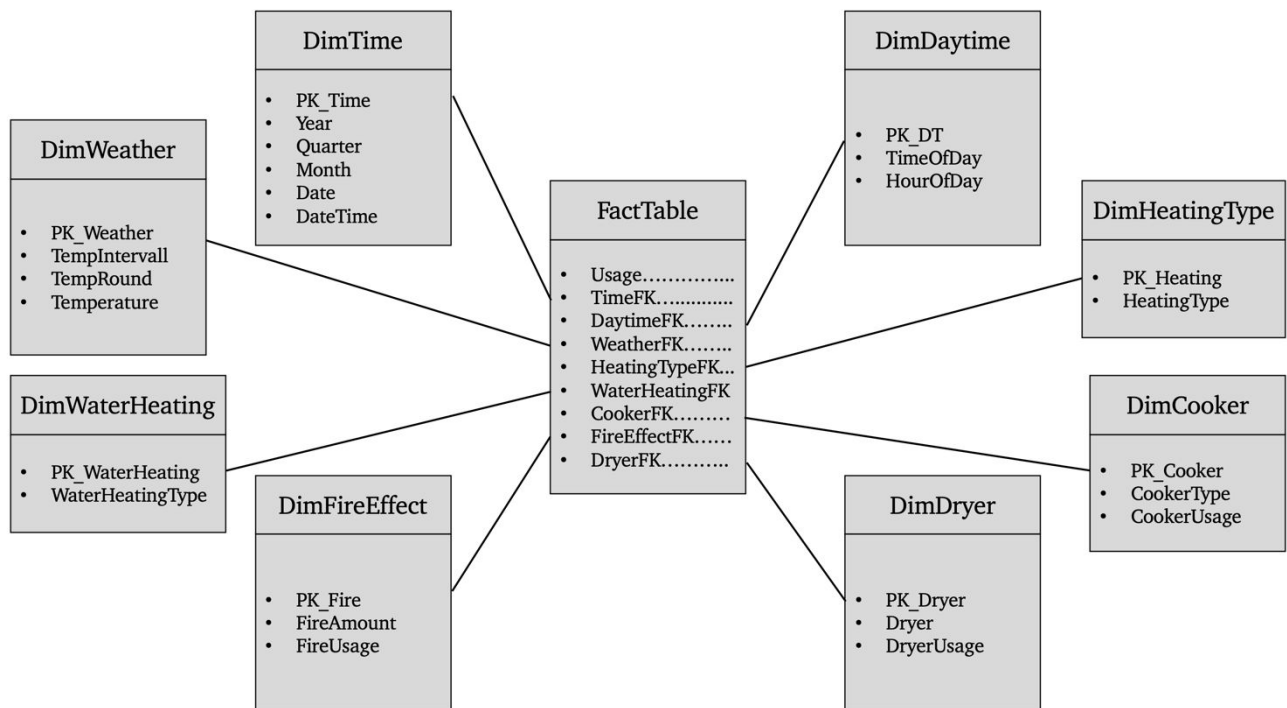 DimTime
• PK_Time
• Year
• Quarter
• Month
• Date
• DateTime
DimDaytime
• PK_DT
• TimeOfDay
• HourOfDay
DimWeather
• PK_Weather
• TempIntervall
• TempRound
• Temperature
FactTable
• Usage…………...
• TimeFK…...........
• DaytimeFK……..
• WeatherFK……..
• HeatingTypeFK...
• WaterHeatingFK
• CookerFK………
• FireEffectFK……
• DryerFK………..
DimHeatingType
• PK_Heating
• HeatingType
DimWaterHeating
• PK_WaterHeating
• WaterHeatingType
DimCooker
• PK_Cooker
• CookerType
• CookerUsage
DimFireEffect
• PK_Fire
• FireAmount
• FireUsage
DimDryer
• PK_Dryer
• Dryer
• DryerUsage